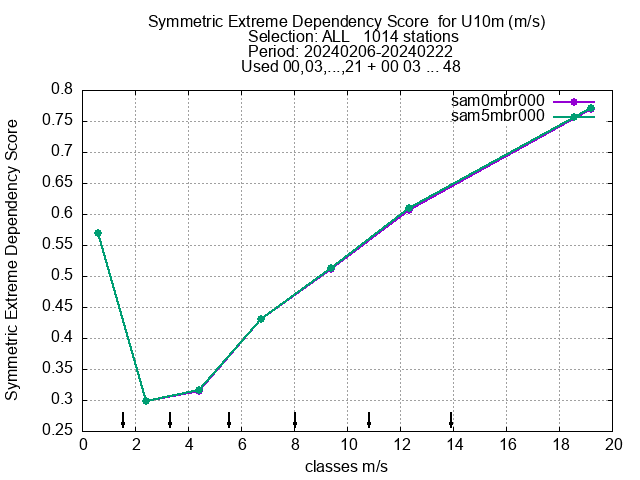 Symmetric Extreme Dependency Score  for U10m (m/s)
Selection: ALL   1014 stations
Period: 20240206-20240222
Used 00,03,...,21 + 00 03 ... 48
sam0mbr000
sam5mbr000
Symmetric Extreme Dependency Score
0.8
0.75
0.7
0.65
0.6
0.55
0.5
0.45
0.4
0.35
0.3
0.25
0 2 4 6 8 10 12 14 16 18 20
classes m/s